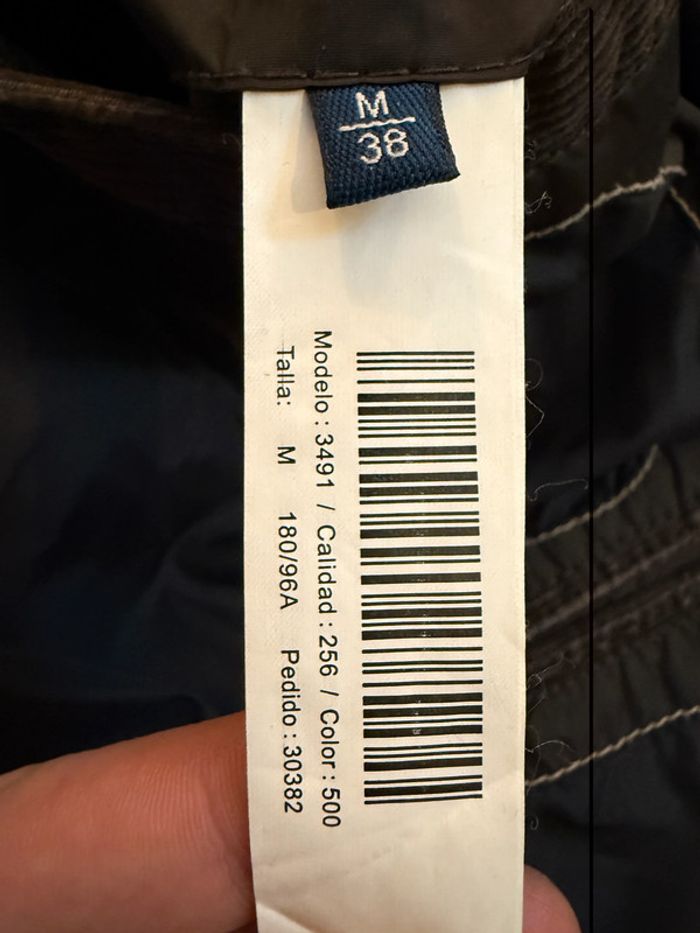 M
38
Modelo : 3491 / Calidad : 256 / Color : 500
Talla: M 180/96A Pedido : 30382